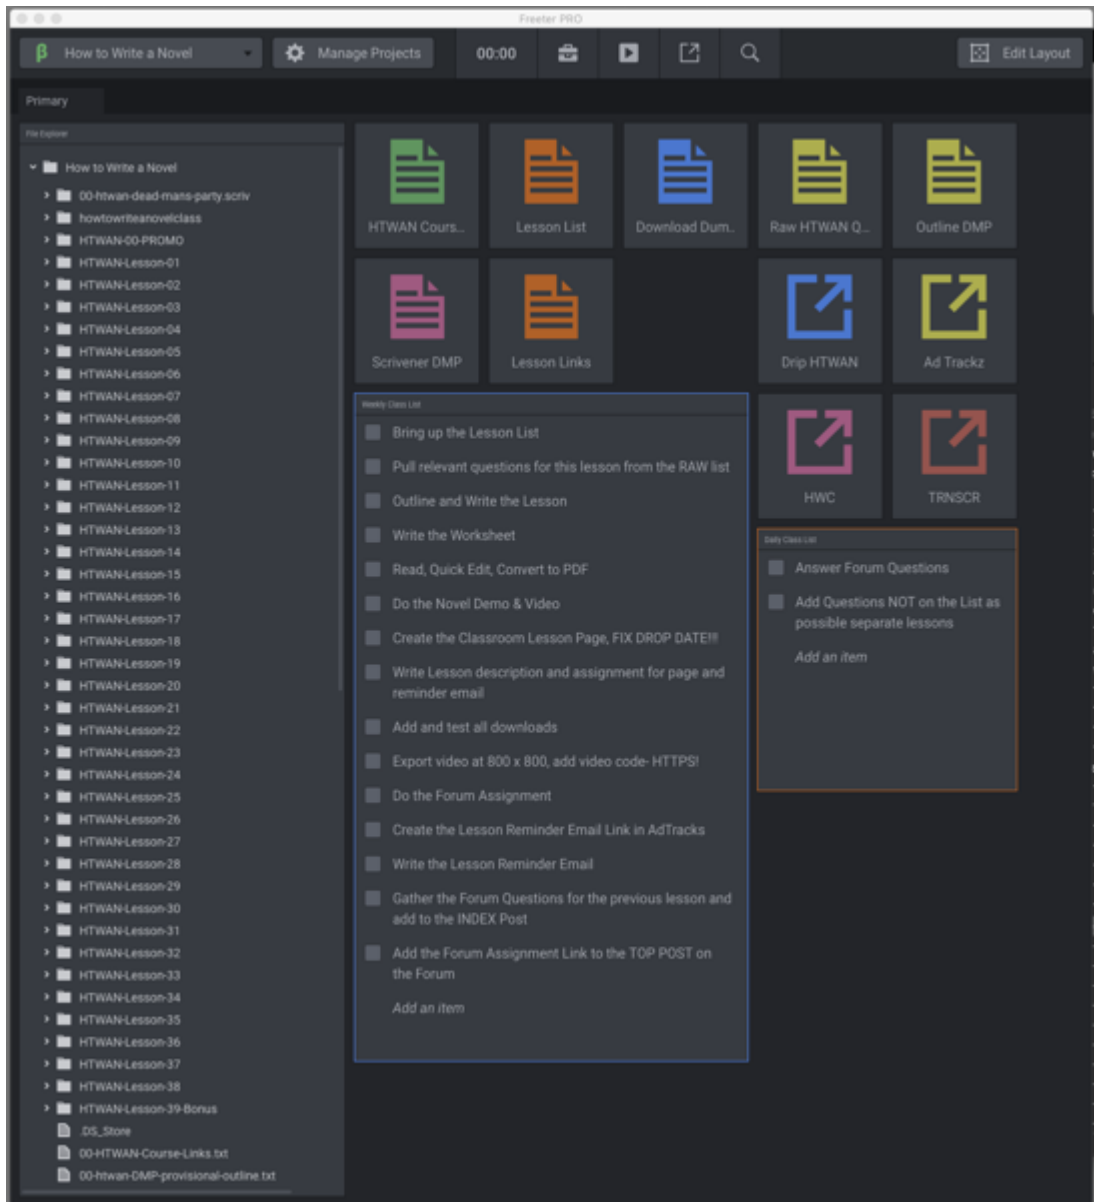 Freeter PRO
β How to Write a Novel
Manage Projects
00:00
Edit Layout
Primary
File Explorer
How to Write a Novel
00-htwan-dead-mans-party.scriv
howtowriteanovelclass
HTWAN-00-PROMO
HTWAN-Lesson-01
HTWAN-Lesson-02
HTWAN-Lesson-03
HTWAN-Lesson-04
HTWAN-Lesson-05
HTWAN-Lesson-06
HTWAN-Lesson-07
HTWAN-Lesson-08
HTWAN-Lesson-09
HTWAN-Lesson-10
HTWAN-Lesson-11
HTWAN-Lesson-12
HTWAN-Lesson-13
HTWAN-Lesson-14
HTWAN-Lesson-15
HTWAN-Lesson-16
HTWAN-Lesson-17
HTWAN-Lesson-18
HTWAN-Lesson-19
HTWAN-Lesson-20
HTWAN-Lesson-21
HTWAN-Lesson-22
HTWAN-Lesson-23
HTWAN-Lesson-24
HTWAN-Lesson-25
HTWAN-Lesson-26
HTWAN-Lesson-27
HTWAN-Lesson-28
HTWAN-Lesson-29
HTWAN-Lesson-30
HTWAN-Lesson-31
HTWAN-Lesson-32
HTWAN-Lesson-33
HTWAN-Lesson-34
HTWAN-Lesson-35
HTWAN-Lesson-36
HTWAN-Lesson-37
HTWAN-Lesson-38
HTWAN-Lesson-39-Bonus
.DS_Store
00-HTWAN-Course-Links.txt
00-htwan-DMP-provisional-outline.txt
HTWAN Cours...
Lesson List
Download Dum..
Raw HTWAN Q...
Outline DMP
Scrivener DMP
Lesson Links
Drip HTWAN
Ad Trackz
HWC
TRNSCR
Weekly Class List
Bring up the Lesson List
Pull relevant questions for this lesson from the RAW list
Outline and Write the Lesson
Write the Worksheet
Read, Quick Edit, Convert to PDF
Do the Novel Demo & Video
Create the Classroom Lesson Page, FIX DROP DATE!!!
Write Lesson description and assignment for page and
reminder email
Add and test all downloads
Export video at 800 x 800, add video code- HTTPS!
Do the Forum Assignment
Create the Lesson Reminder Email Link in AdTracks
Write the Lesson Reminder Email
Gather the Forum Questions for the previous lesson and
add to the INDEX Post
Add the Forum Assignment Link to the TOP POST on
the Forum
Add an item
Daily Class List
Answer Forum Questions
Add Questions NOT on the List as
possible separate lessons
Add an item